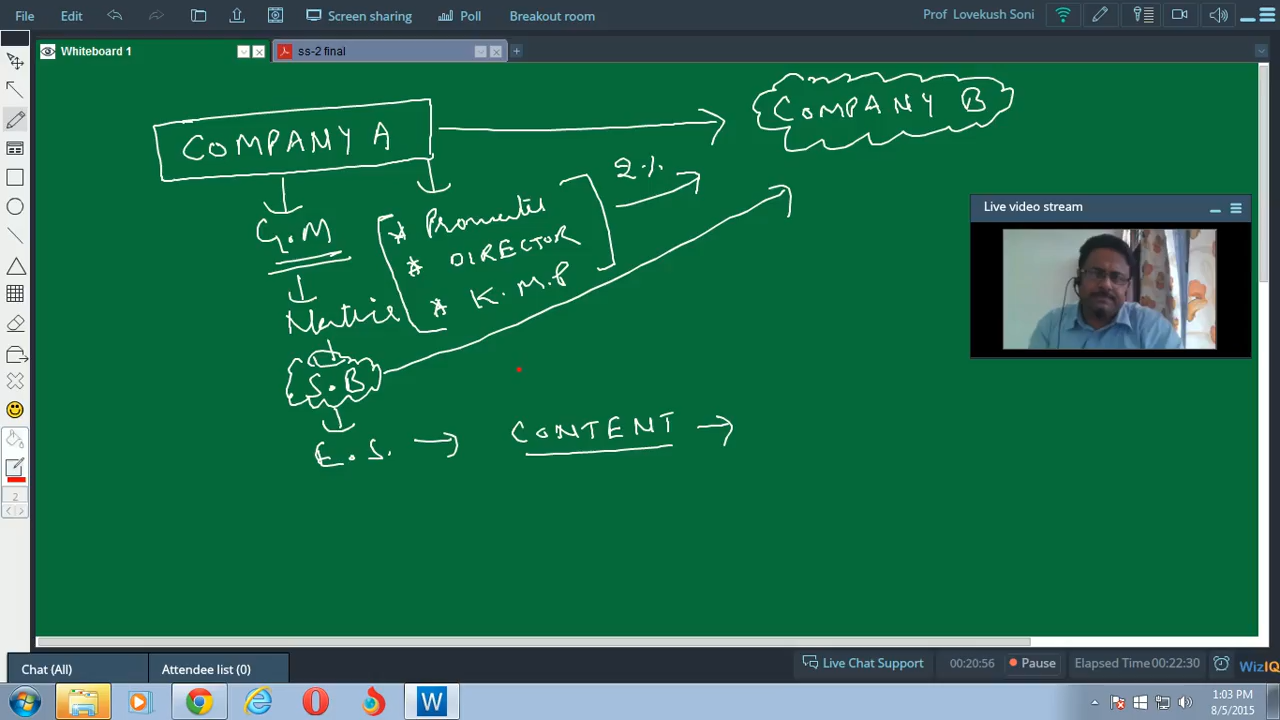 File Edit Screen sharing Poll Breakout room Prof Lovekush Soni
Whiteboard 1 ss-2 final
COMPANY A
COMPANY B
2%
G.M
* DIRECTOR
* K.M.P
S.B
E.S.
CONTENT
Live video stream
2
Chat (All) Attendee list (0) Live Chat Support 00:20:56 Pause Elapsed Time 00:22:30 WizIQ
W
1:03 PM
8/5/2015